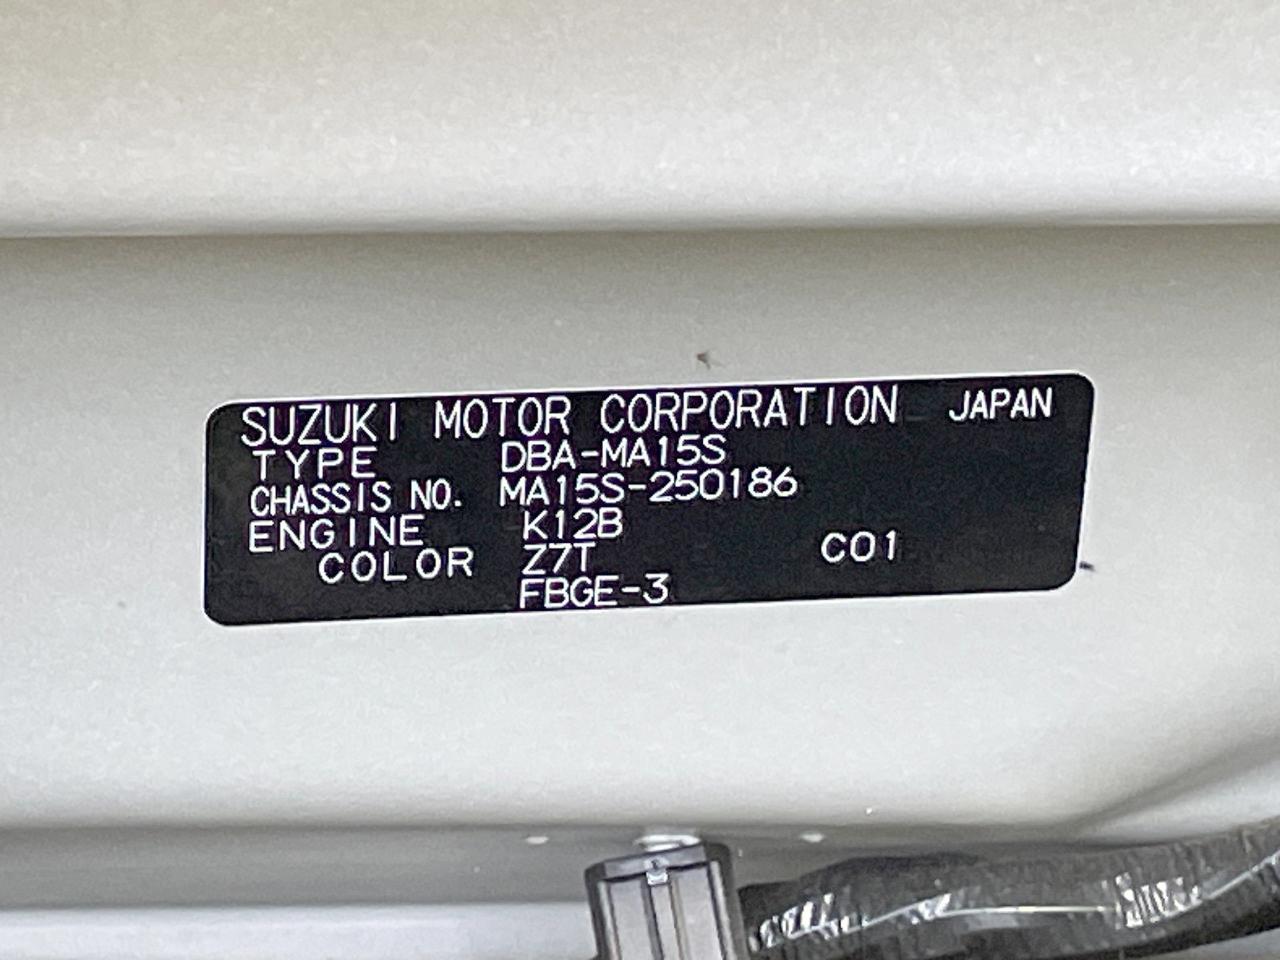 SUZUKI MOTOR CORPORATION JAPAN
TYPE DBA-MA15S
CHASSIS NO. MA15S-250186
ENGINE K12B
COLOR Z7T C01
FBGE-3